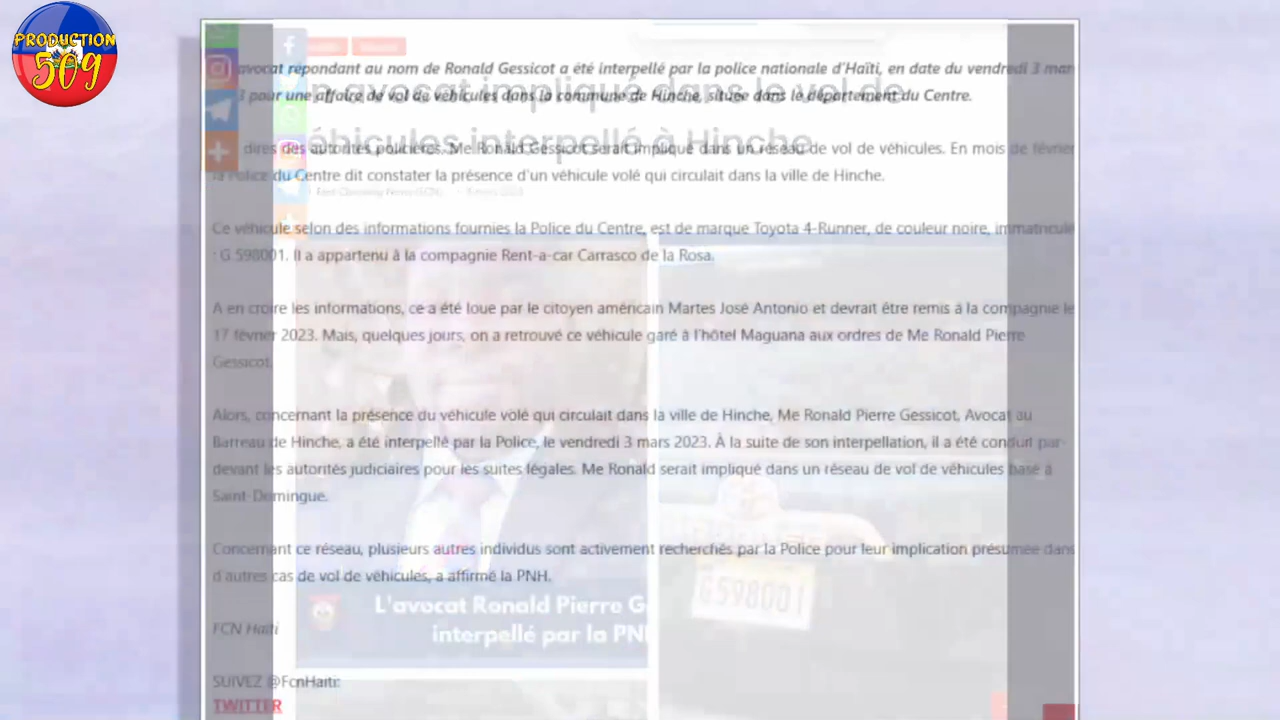 PRODUCTION
509
avocat répondant au nom de Ronald Gessicot a été interpellé par la police nationale d'Haïti, en date du vendredi 3 mars
3 pour une affaire de vol de véhicules dans la commune de Hinche, située dans le département du Centre.
n avocat impliqué dans le vol de
éhicules interpellé à Hinche
dires des autorités policières. Me Ronald Gessicot serait impliqué dans un réseau de vol de véhicules. En mois de février
la Police du Centre dit constater la présence d'un véhicule volé qui circulait dans la ville de Hinche.
Ce véhicule selon des informations fournies la Police du Centre, est de marque Toyota 4-Runner, de couleur noire, immatriculé
: G 598001. Il a appartenu à la compagnie Rent-a-car Carrasco de la Rosa.
A en croire les informations, ce a été loue par le citoyen américain Martes José Antonio et devrait être remis à la compagnie le
17 février 2023. Mais, quelques jours, on a retrouvé ce véhicule garé à l'hôtel Maguana aux ordres de Me Ronald Pierre
Gessicot.
Alors, concernant la présence du véhicule volé qui circulait dans la ville de Hinche, Me Ronald Pierre Gessicot, Avocat au
Barreau de Hinche, a été interpellé par la Police, le vendredi 3 mars 2023. À la suite de son interpellation, il a été conduit par-
devant les autorités judiciaires pour les suites légales. Me Ronald serait impliqué dans un réseau de vol de véhicules basé à
Saint-Domingue.
Concernant ce réseau, plusieurs autres individus sont activement recherchés par la Police pour leur implication présumée dans
d'autres cas de vol de véhicules, a affirmé la PNH.
L'avocat Ronald Pierre G
interpellé par la PN
G598001
FCN Haïti
SUIVEZ @FcnHaiti:
TWITTER